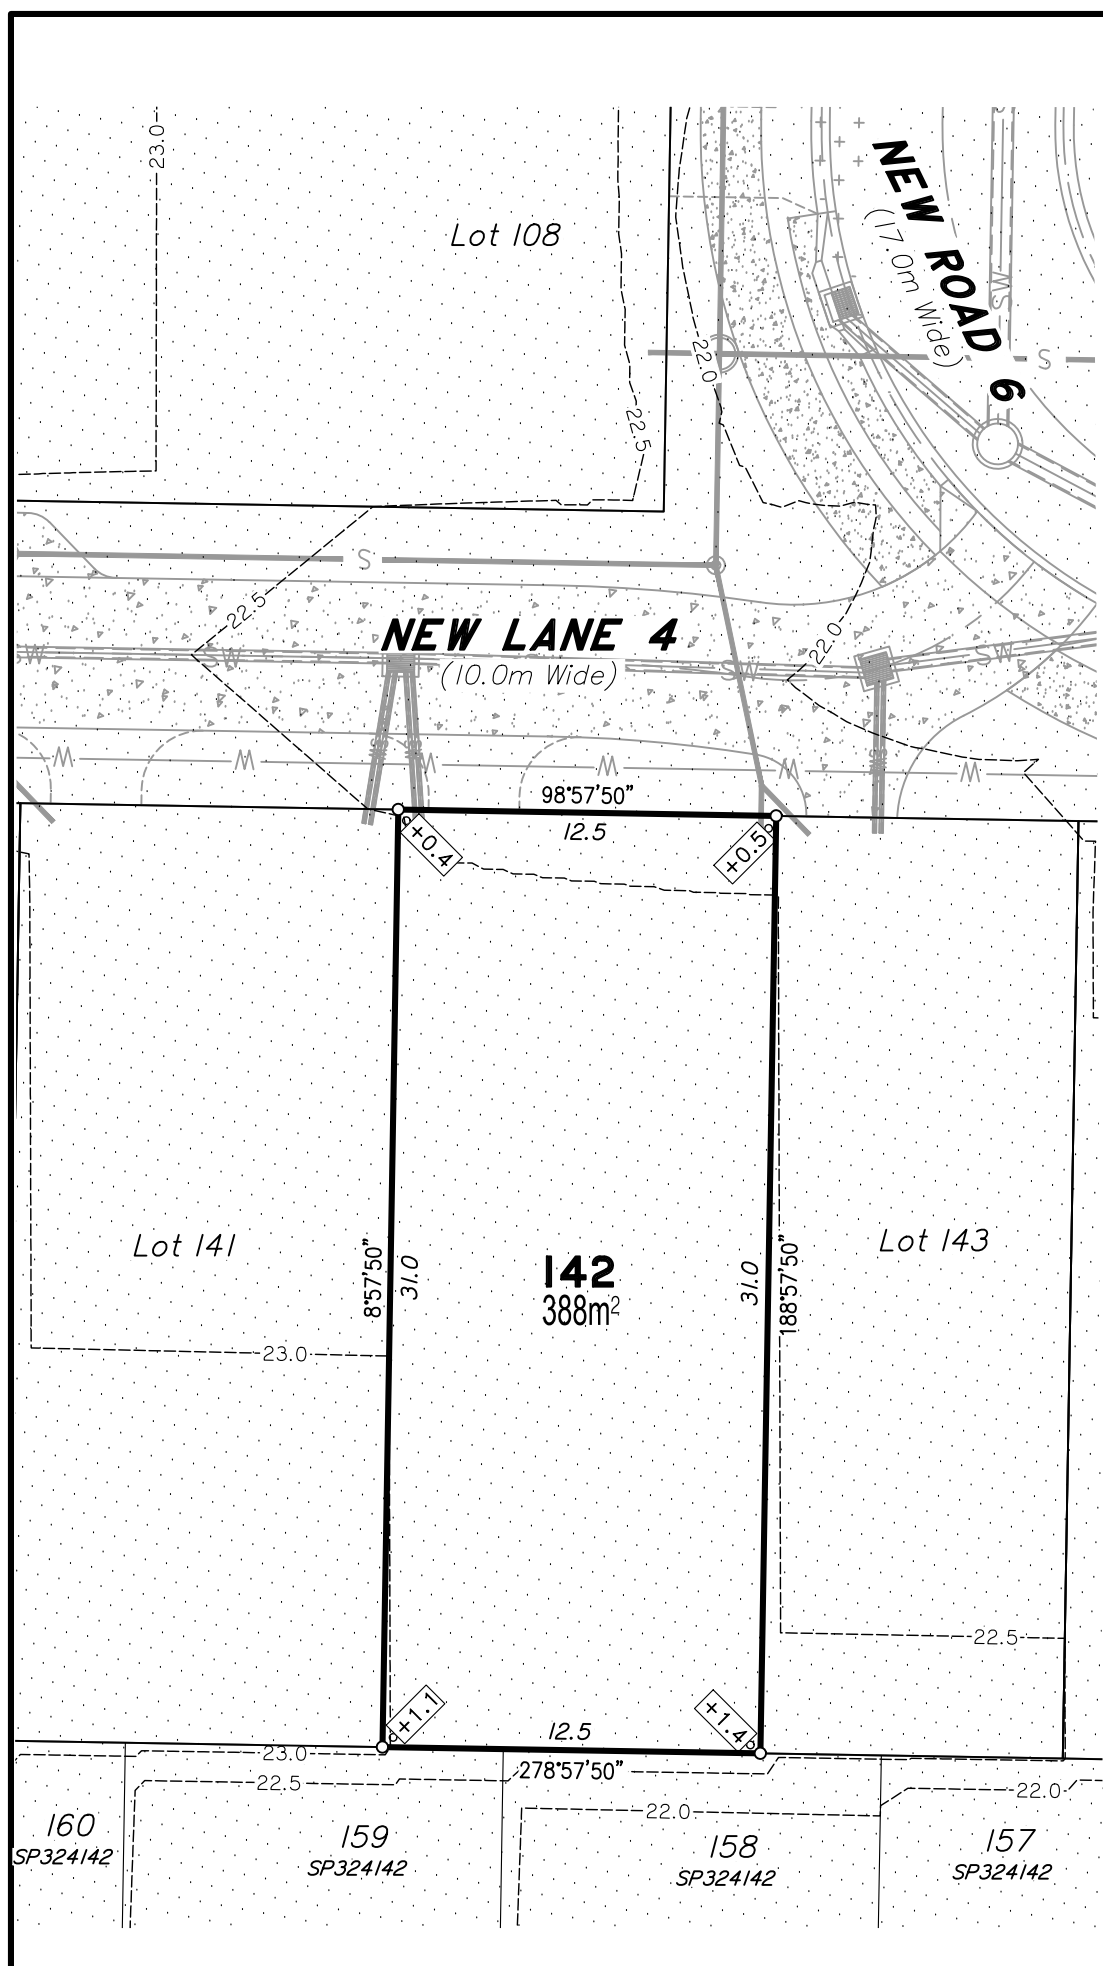 23.0
Lot 108
NEW ROAD 6
(17.0m Wide)
SW
22.0
S
22.5
S
22.5
NEW LANE 4
(10.0m Wide)
22.0
SW
SW
SW
SW
W
W
W
W
W
W
98°57'50"
12.5
+0.4
+0.5
Lot 141
8°57'50"
31.0
142
388m²
31.0
188°57'50"
Lot 143
23.0
22.5
+1.1
+1.4
12.5
278°57'50"
23.0
22.5
22.0
22.0
160
SP324142
159
SP324142
158
SP324142
157
SP324142